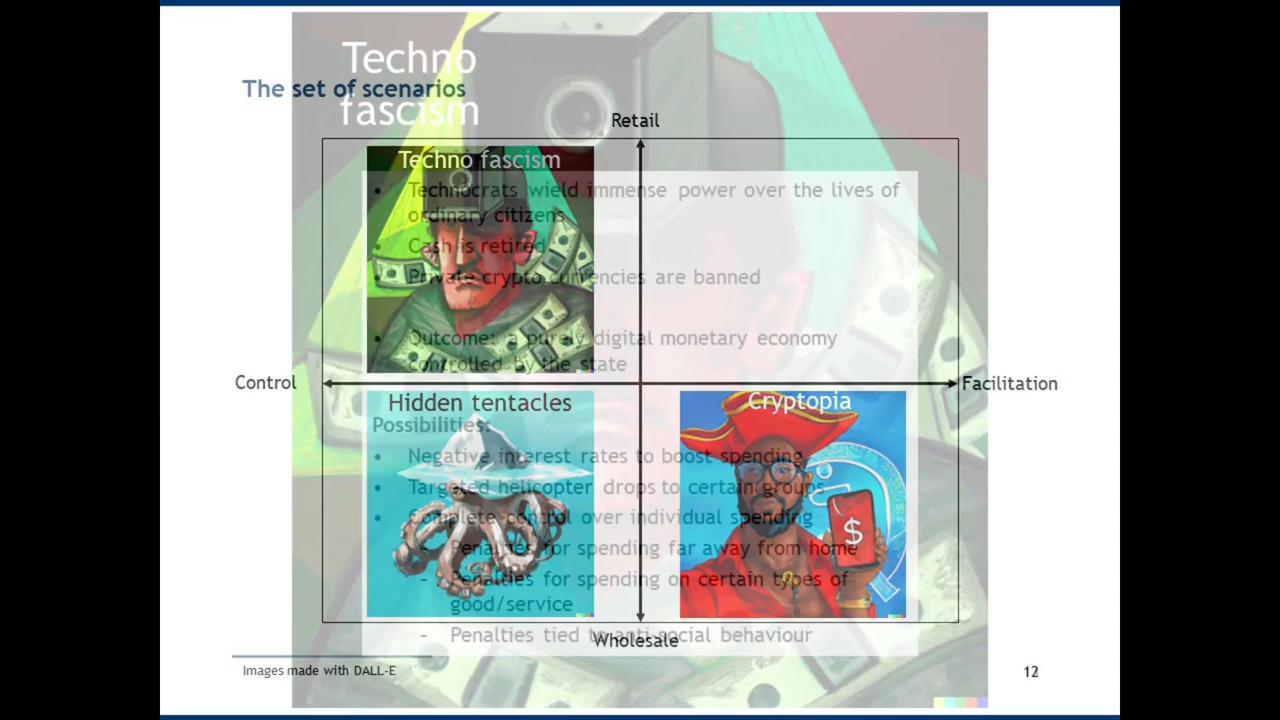 Techno
fascism
The set of scenarios
Retail
Techno fascism
• Technocrats wield immense power over the lives of
ordinary citizens
• Cash is retired
• Private crypto currencies are banned
• Outcome: a purely digital monetary economy
controlled by the state
Control
Facilitation
Hidden tentacles
Cryptopia
Possibilities:
• Negative interest rates to boost spending
• Targeted helicopter drops to certain groups
• Complete control over individual spending
- Penalties for spending far away from home
- Penalties for spending on certain types of
good/service
- Penalties tied to anti-social behaviour
$
Wholesale
Images made with DALL-E
12